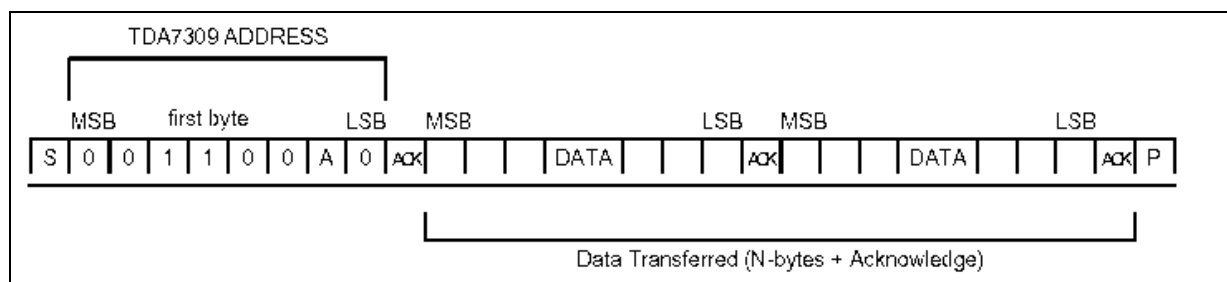 TDA7309 ADDRESS
MSB first byte LSB MSB LSB MSB LSB
S 0 0 1 1 0 0 A 0 ACK DATA ACK DATA ACK P
Data Transferred (N-bytes + Acknowledge)